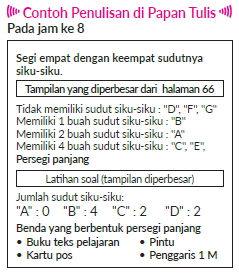 Contoh Penulisan di Papan Tulis
Pada jam ke 8
Segi empat dengan keempat sudutnya
siku-siku.
Tampilan yang diperbesar dari halaman 66
Tidak memiliki sudut siku-siku : "D", "F", "G"
Memiliki 1 buah sudut siku-siku : "B"
Memiliki 2 buah sudut siku-siku : "A"
Memiliki 4 buah sudut siku-siku : "C", "E",
Persegi panjang
Latihan soal (tampilan diperbesar)
Jumlah sudut siku-siku:
"A" : 0 "B" : 4 "C" : 2 "D" : 2
Benda yang berbentuk persegi panjang
• Buku teks pelajaran • Pintu
• Kartu pos • Penggaris 1 M